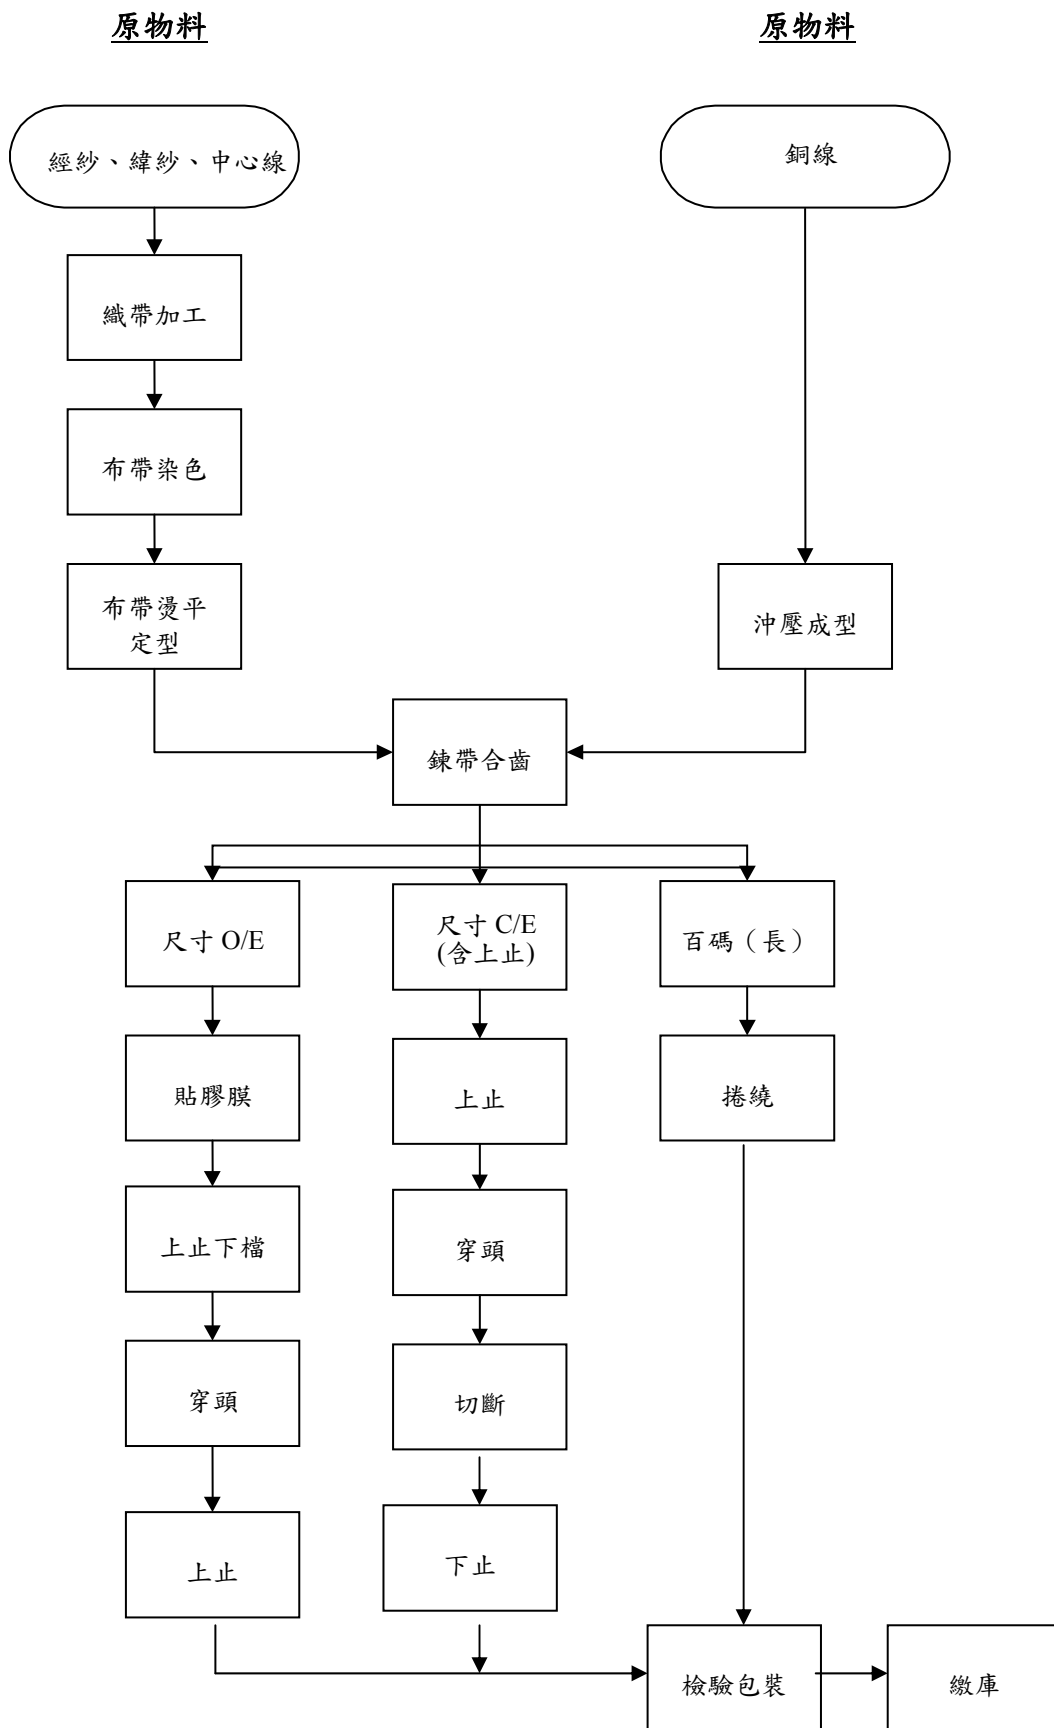 原物料
原物料
經紗、緯紗、中心線
銅線
織帶加工
布帶染色
布帶燙平
定型
沖壓成型
鍊帶合齒
尺寸 O/E
尺寸 C/E
(含上止)
百碼（長）
貼膠膜
上止
捲繞
上止下檔
穿頭
穿頭
切斷
上止
下止
檢驗包裝
繳庫